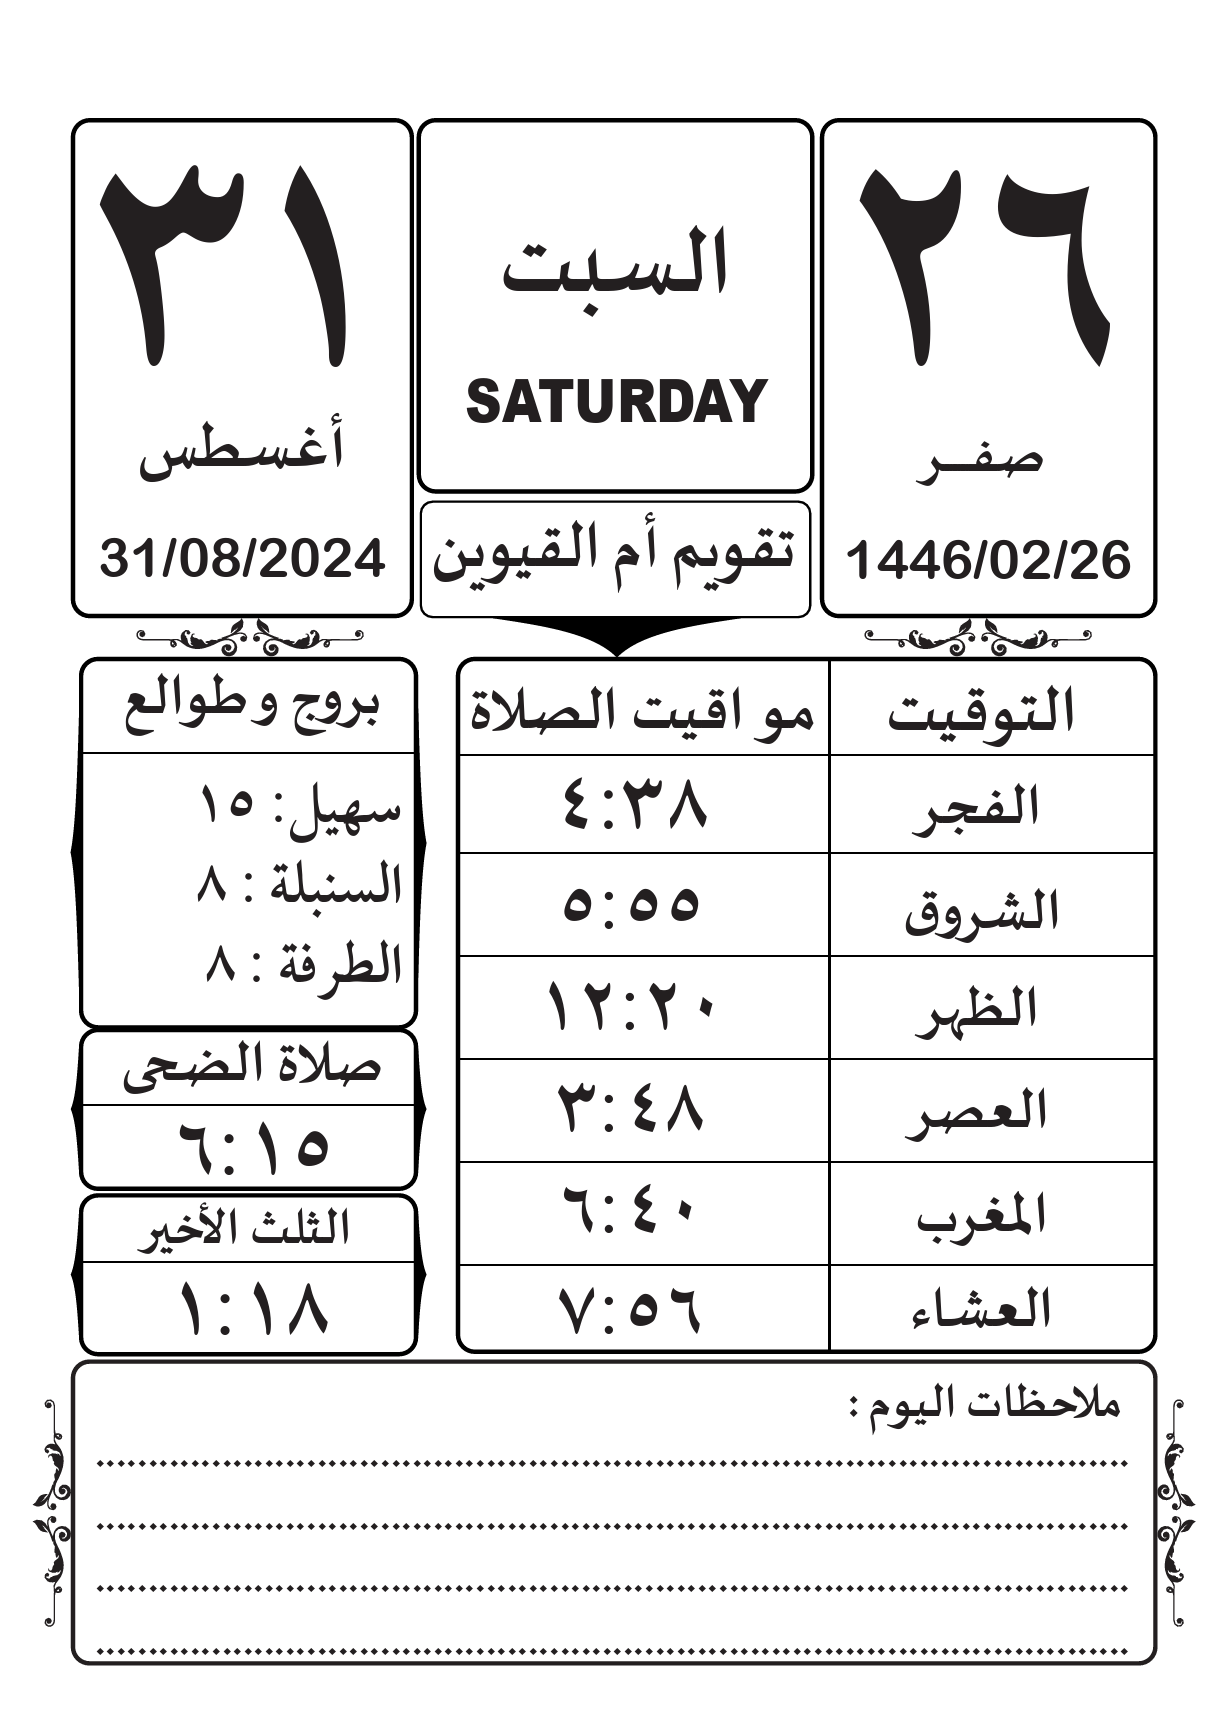 ٢٦
صفر
1446/02/26
السبت
SATURDAY
تقويم أم القيوين
٣١
أغسطس
31/08/2024
التوقيت مو اقيت الصلاة
الفجر ٤:٣٨
الشروق ٥:٥٥
الظهر ١٢:٢٠
العصر ٣:٤٨
المغرب ٦:٤٠
العشاء ٧:٥٦
بروج وطوالع
سهيل: ١٥
السنبلة : ٨
الطرفة : ٨
صلاة الضحى
٦:١٥
الثلث الأخير
١:١٨
ملاحظات اليوم :